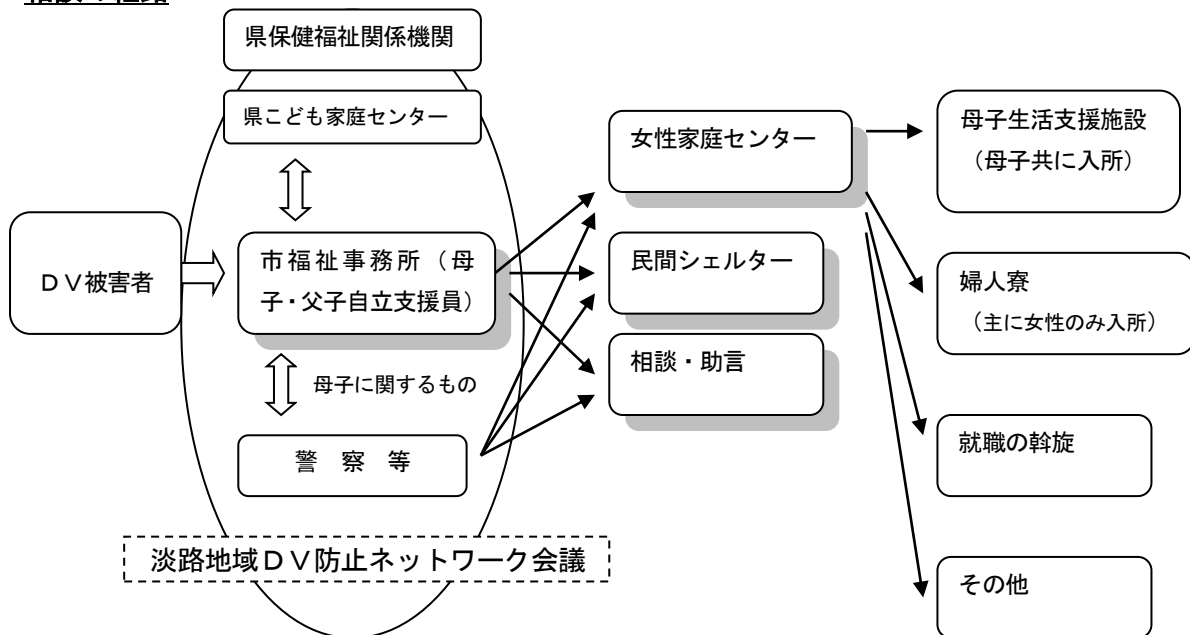 県保健福祉関係機関
県こども家庭センター
ＤＶ被害者
市福祉事務所（母
子・父子自立支援員）
母子に関するもの
警　察　等
淡路地域ＤＶ防止ネットワーク会議
女性家庭センター
民間シェルター
相談・助言
母子生活支援施設
（母子共に入所）
婦人寮
（主に女性のみ入所）
就職の斡旋
その他